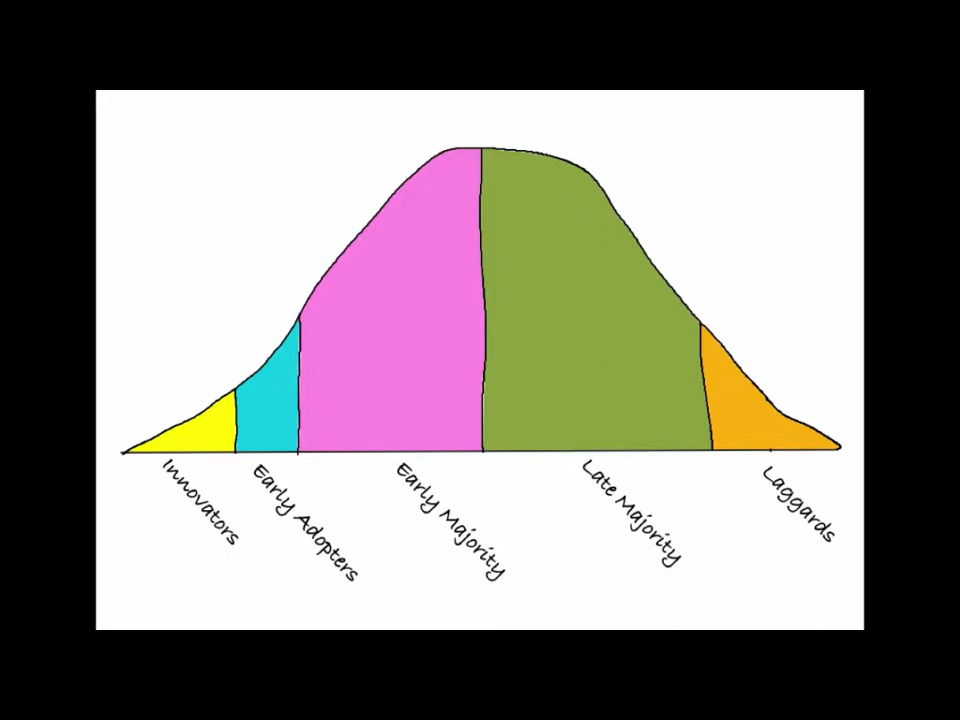 Innovators
Early Adopters
Early Majority
Late Majority
Laggards